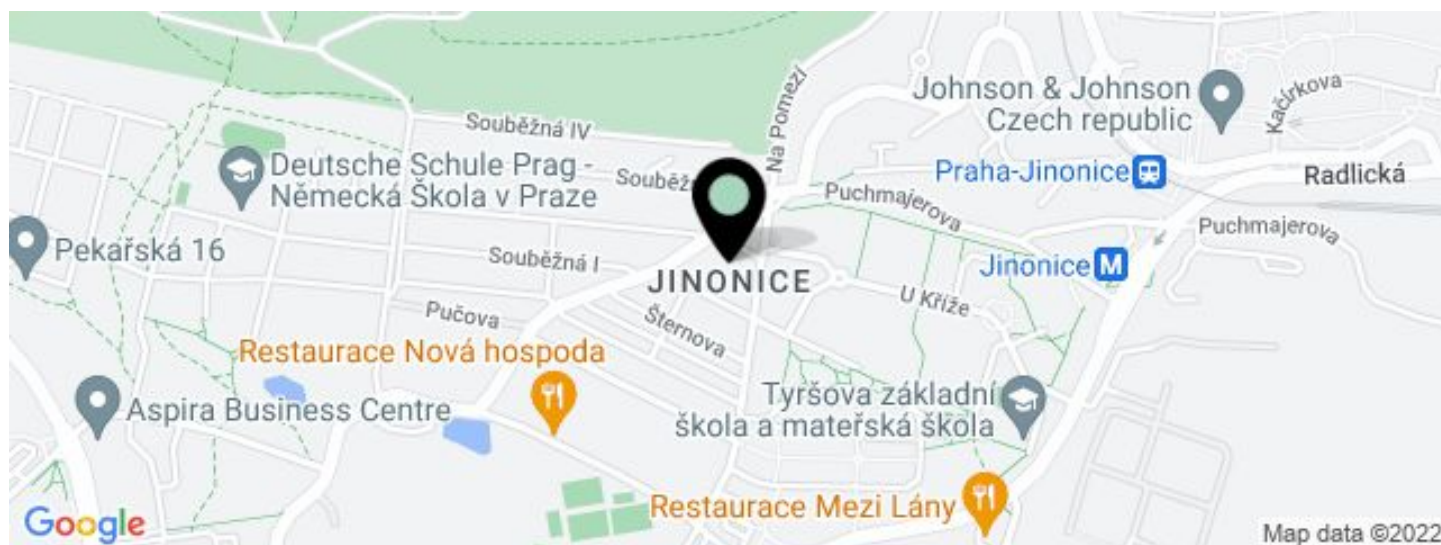 Johnson & Johnson
Czech republic
Kačírkova
Na Pomezí
Souběžná IV
Deutsche Schule Prag -
Německá Škola v Praze
Souběž
Puchmajerova
Praha-Jinonice
Radlická
Puchmajerova
Pekařská 16
Souběžná I
JINONICE
Jinonice M
U Kříže
Pučova
Šternova
Restaurace Nová hospoda
Aspira Business Centre
Tyršova základní
škola a mateřská škola
Restaurace Mezi Lány
Google
Map data ©2022